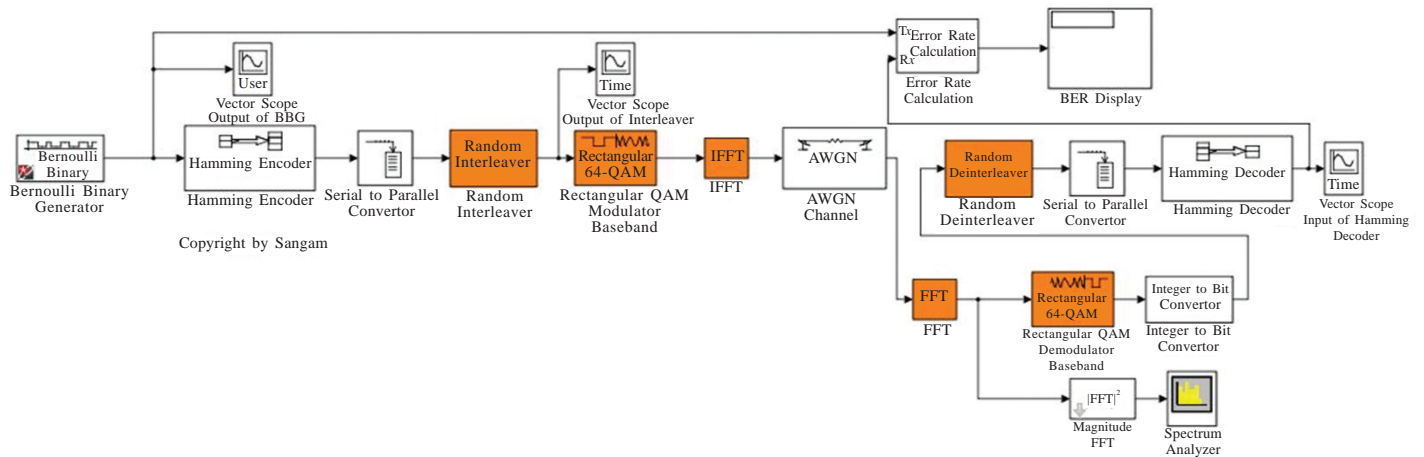 Tx
Error Rate
Calculation
Rx
Error Rate
Calculation
BER Display
User
Vector Scope
Output of BBG
Time
Vector Scope
Output of Interleaver
Bernoulli
Binary
Bernoulli Binary
Generator
Hamming Encoder
Hamming Encoder
Serial to Parallel
Convertor
Random
Interleaver
Random
Interleaver
Rectangular
64-QAM
Rectangular QAM
Modulator
Baseband
IFFT
IFFT
AWGN
AWGN
Channel
Random
Deinterleaver
Random
Deinterleaver
Serial to Parallel
Convertor
Hamming Decoder
Hamming Decoder
Time
Vector Scope
Input of Hamming
Decoder
Copyright by Sangam
FFT
FFT
Rectangular
64-QAM
Rectangular QAM
Demodulator
Baseband
Integer to Bit
Convertor
Integer to Bit
Convertor
|FFT|²
Magnitude
FFT
Spectrum
Analyzer